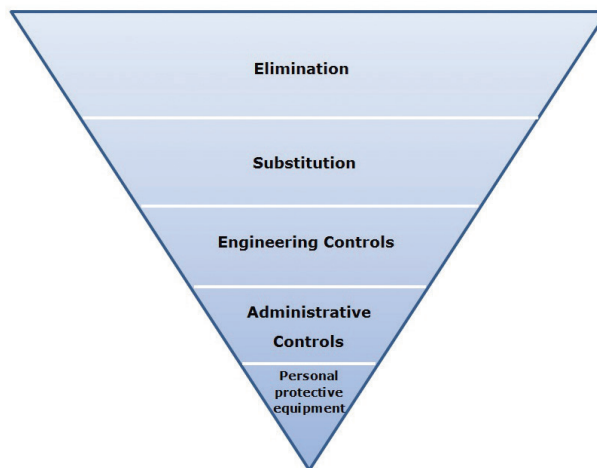 Elimination
Substitution
Engineering Controls
Administrative
Controls
Personal
protective
equipment